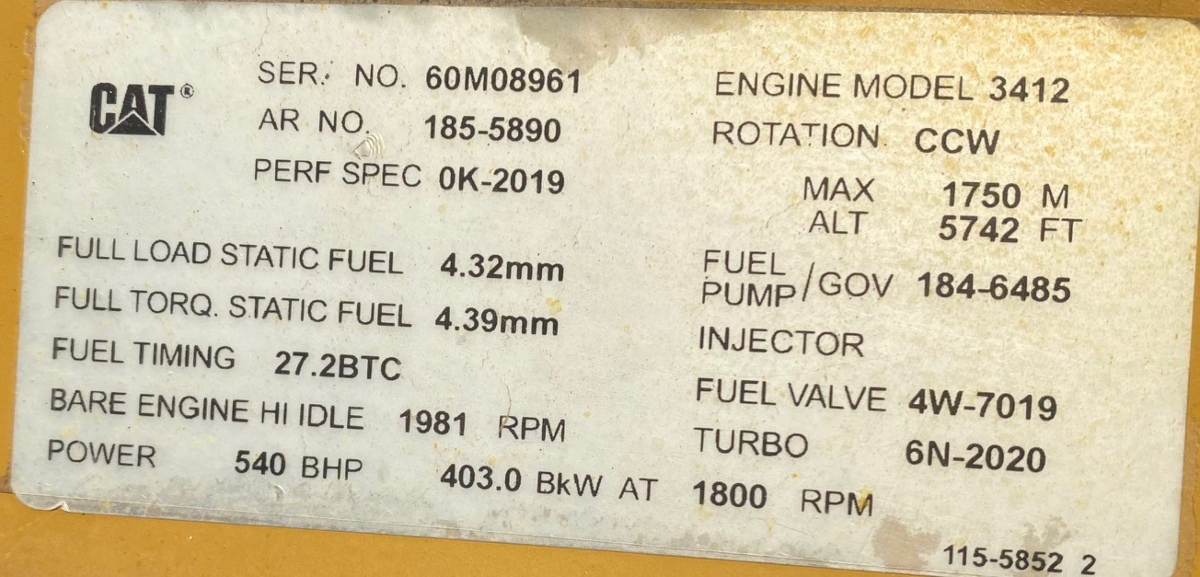 CAT®
SER. NO. 60M08961
AR NO. 185-5890
PERF SPEC 0K-2019
FULL LOAD STATIC FUEL 4.32mm
FULL TORQ. STATIC FUEL 4.39mm
FUEL TIMING 27.2BTC
BARE ENGINE HI IDLE 1981 RPM
POWER 540 BHP 403.0 BkW AT 1800 RPM
ENGINE MODEL 3412
ROTATION CCW
MAX 1750 M
ALT 5742 FT
FUEL
PUMP/GOV 184-6485
INJECTOR
FUEL VALVE 4W-7019
TURBO 6N-2020
115-5852 2